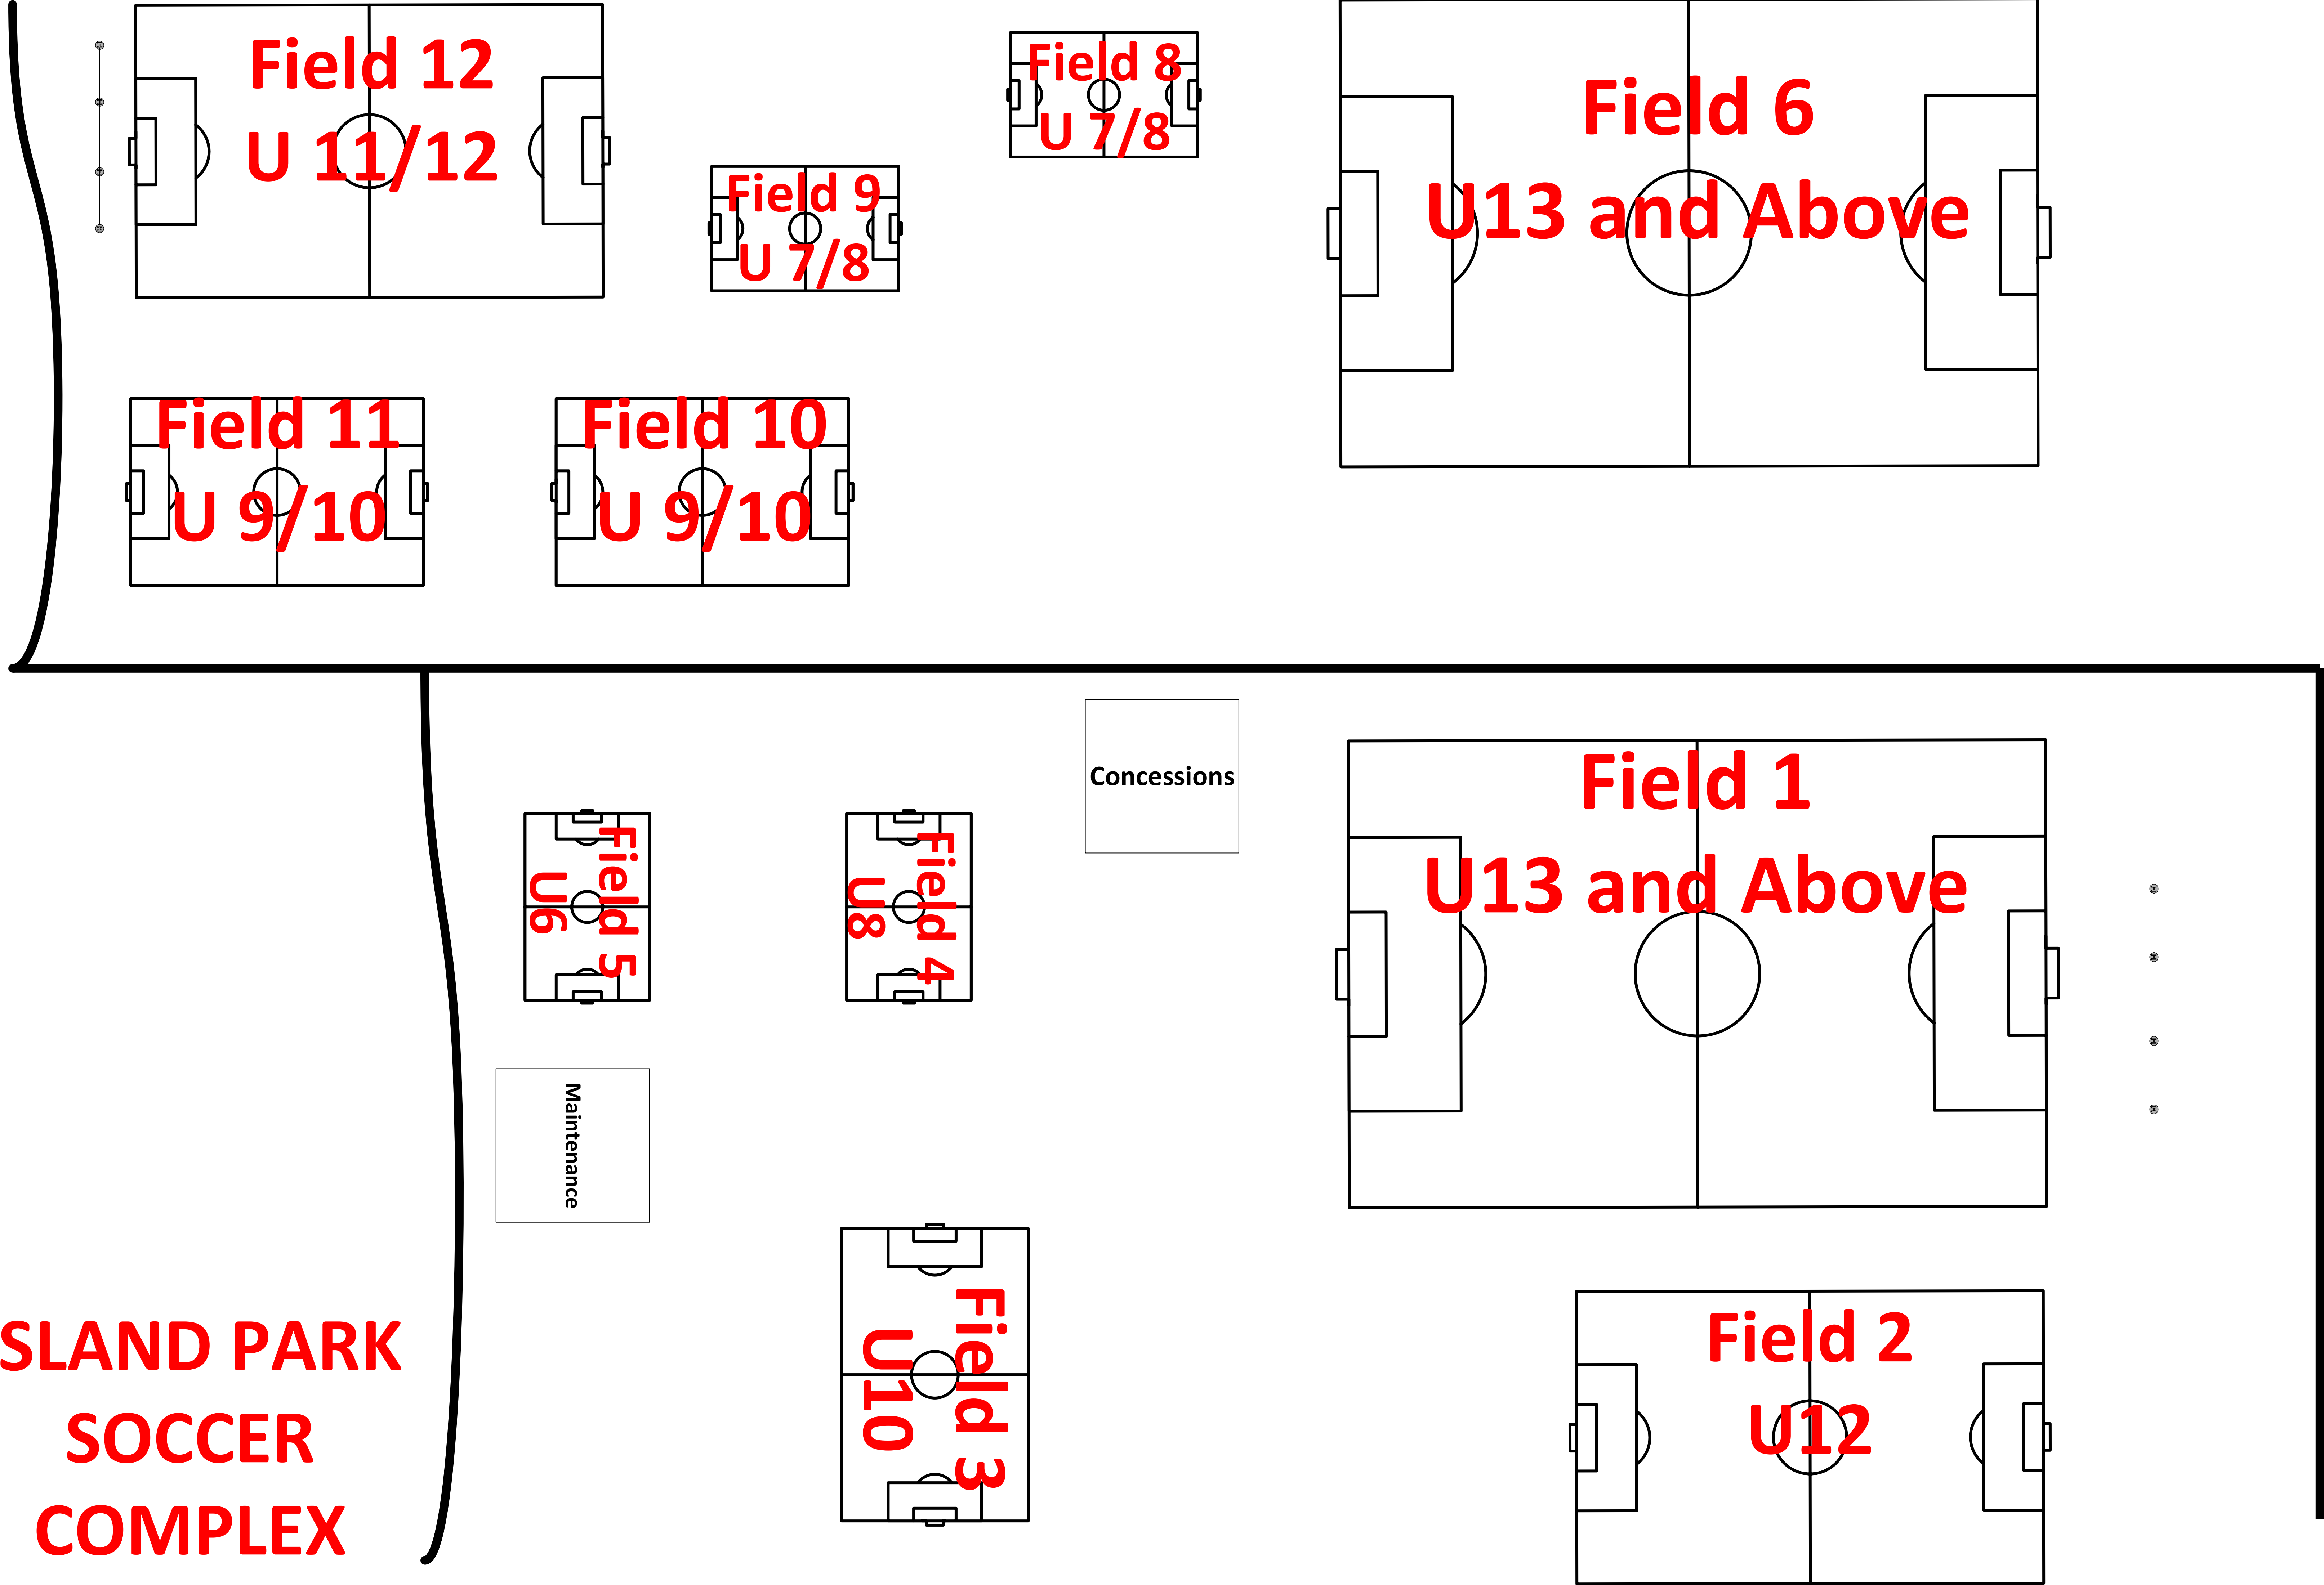 Field 12
U 11/12
Field 8
U 7/8
Field 9
U 7/8
Field 6
U13 and Above
Field 11
U 9/10
Field 10
U 9/10
Concessions
Field 1
U13 and Above
Field 5
U6
Field 4
U8
Maintenance
Field 3
U10
Field 2
U12
SLAND PARK
SOCCER
COMPLEX